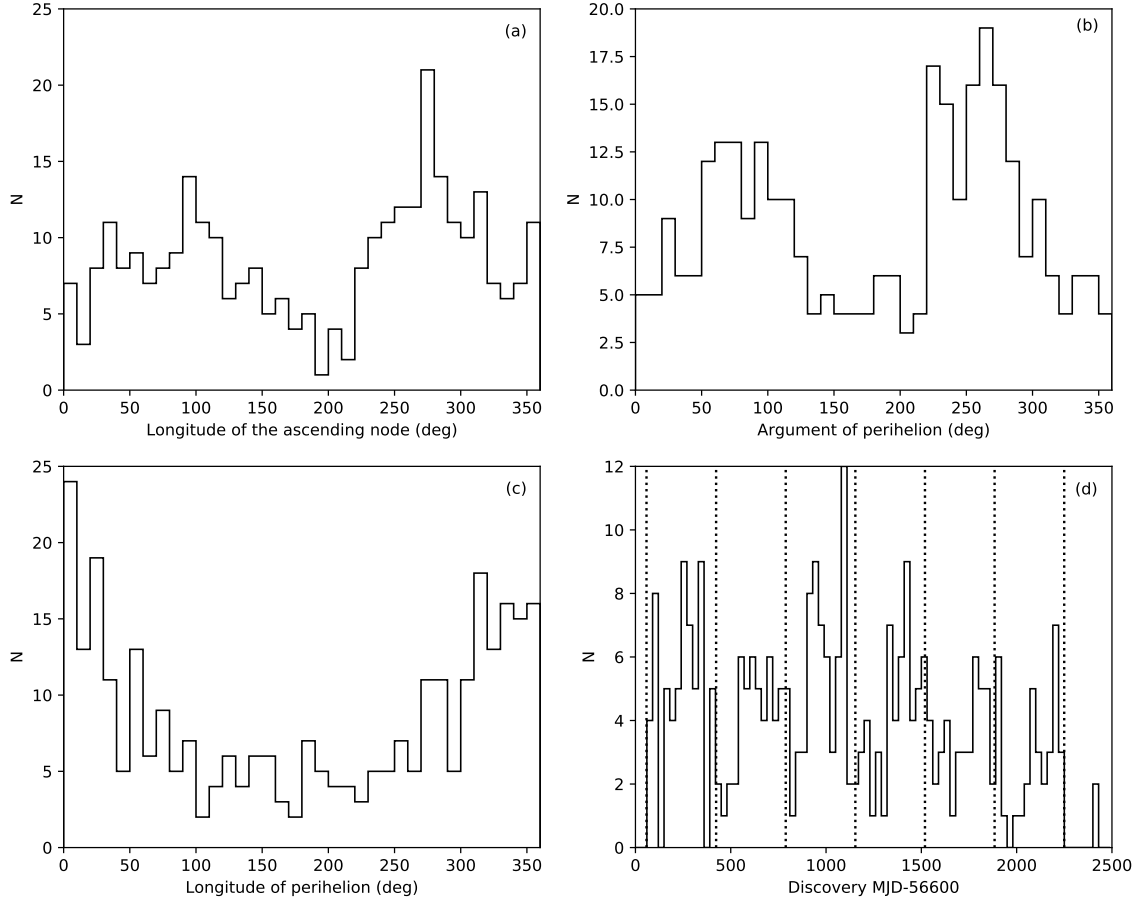 25
20
15
10
5
0
N
(a)
0 50 100 150 200 250 300 350
Longitude of the ascending node (deg)
20.0
17.5
15.0
12.5
10.0
7.5
5.0
2.5
0.0
N
(b)
0 50 100 150 200 250 300 350
Argument of perihelion (deg)
25
20
15
10
5
0
N
(c)
0 50 100 150 200 250 300 350
Longitude of perihelion (deg)
12
10
8
6
4
2
0
N
(d)
0 500 1000 1500 2000 2500
Discovery MJD-56600